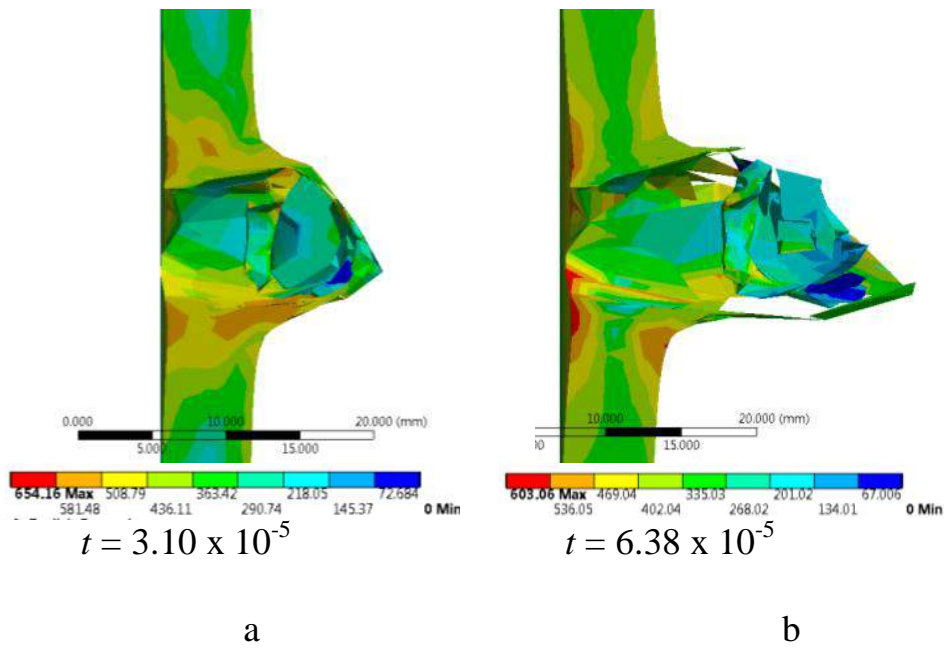 0.000 10.000 20.000 (mm)
5.000 15.000
10.000 20.000 (mm)
15.000
654.16 Max 508.79 363.42 218.05 72.684
581.48 436.11 290.74 145.37 0 Min
603.06 Max 469.04 335.03 201.02 67.006
536.05 402.04 268.02 134.01 0 Min
t = 3.10 x 10⁻⁵
t = 6.38 x 10⁻⁵
a
b